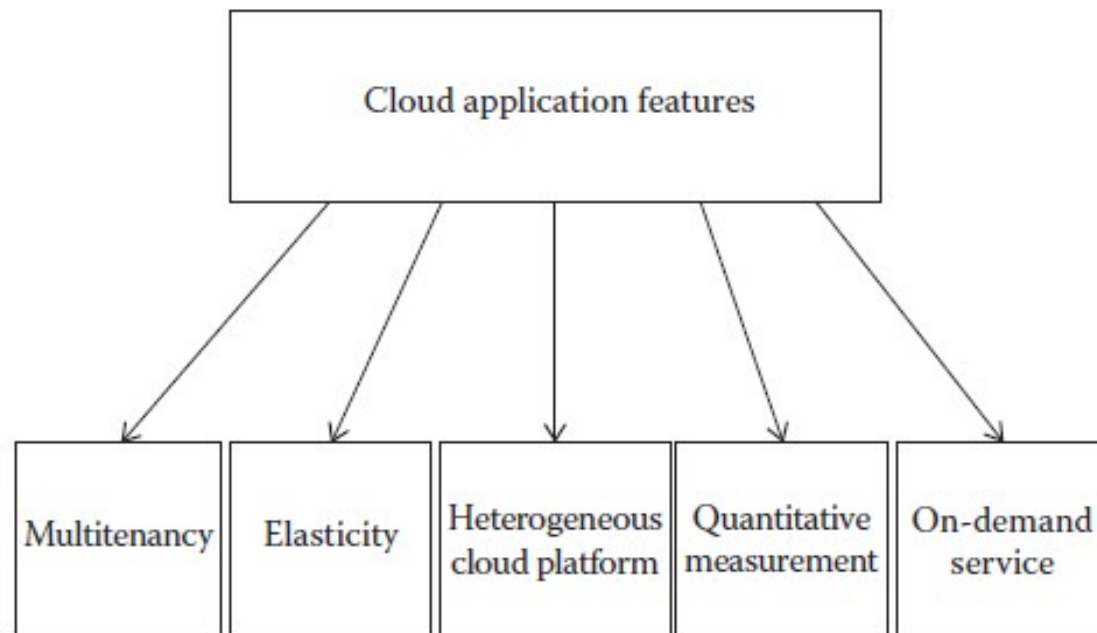 Cloud application features
Multitenancy
Elasticity
Heterogeneous
cloud platform
Quantitative
measurement
On-demand
service